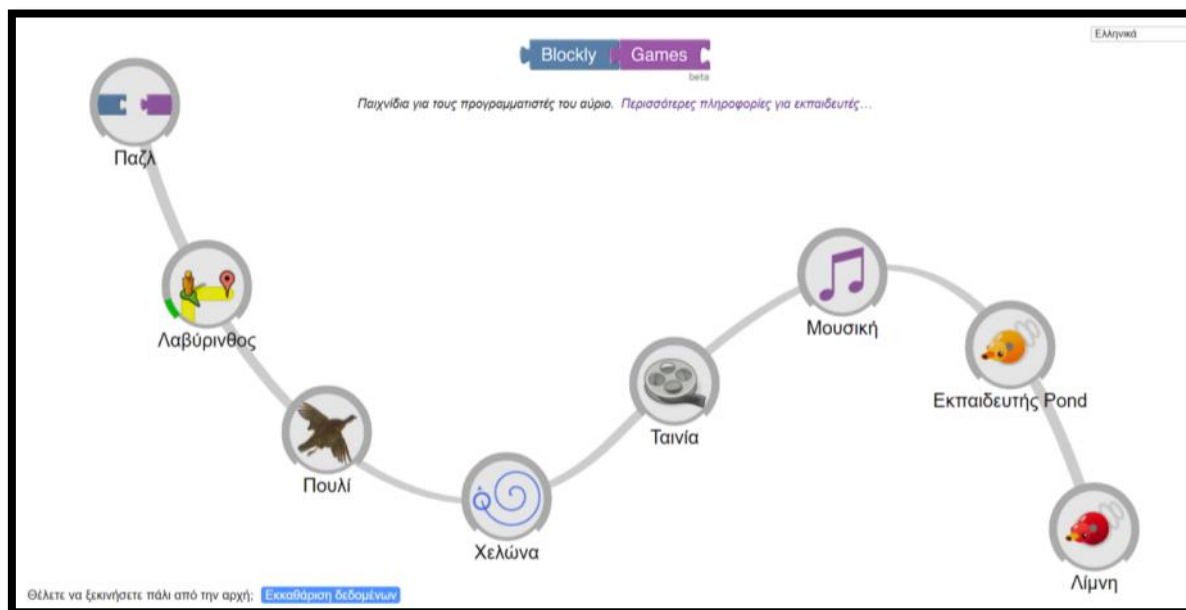 Ελληνικά
Blockly Games
beta
Παιχνίδια για τους προγραμματιστές του αύριο. Περισσότερες πληροφορίες για εκπαιδευτές…
Παζλ
Λαβύρινθος
Πουλί
Χελώνα
Ταινία
Μουσική
Εκπαιδευτής Pond
Λίμνη
Θέλετε να ξεκινήσετε πάλι από την αρχή; Εκκαθάριση δεδομένων